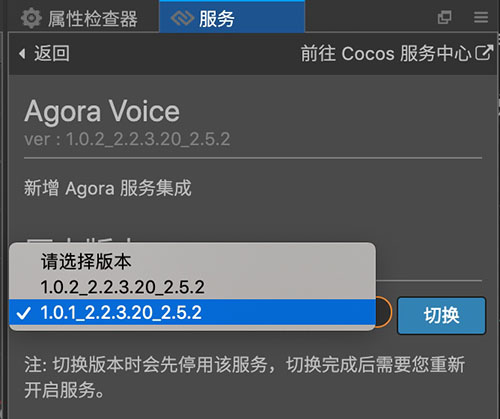 属性检查器
服务
返回
前往 Cocos 服务中心
Agora Voice
ver : 1.0.2_2.2.3.20_2.5.2
新增 Agora 服务集成
请选择版本
1.0.2_2.2.3.20_2.5.2
1.0.1_2.2.3.20_2.5.2
切换
注: 切换版本时会先停用该服务，切换完成后需要您重新
开启服务。